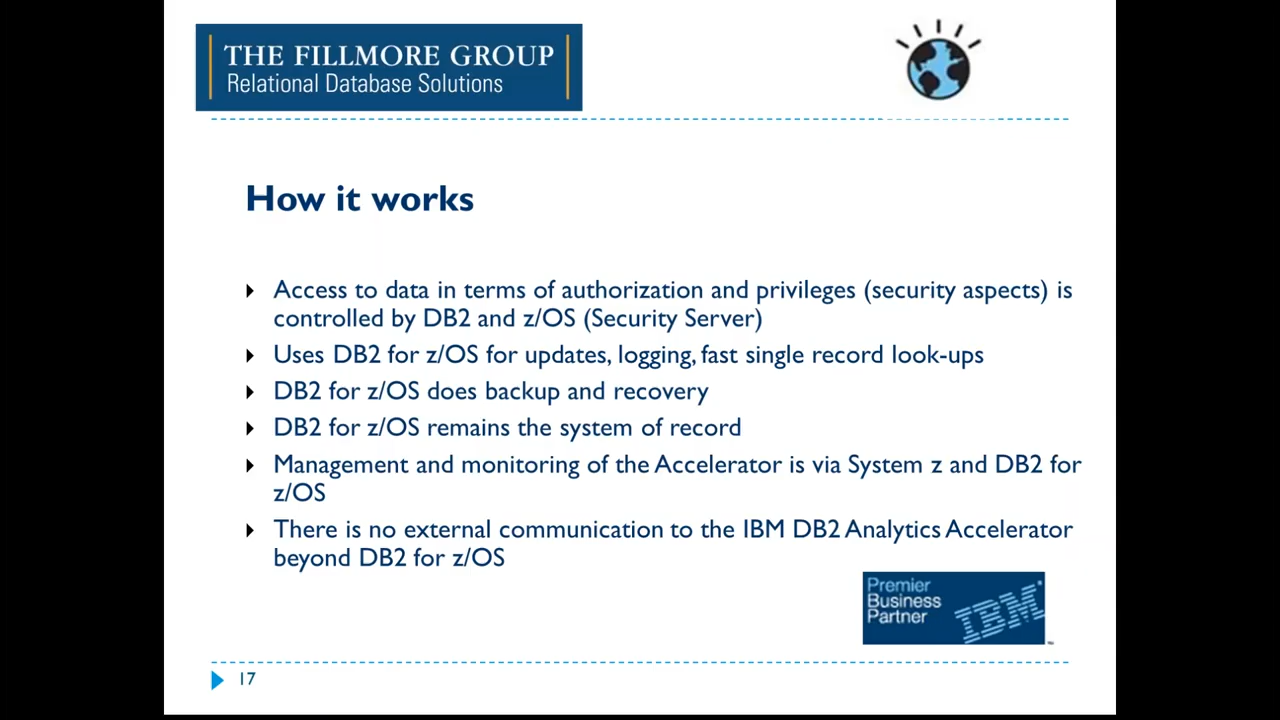 THE FILLMORE GROUP
Relational Database Solutions
How it works
Access to data in terms of authorization and privileges (security aspects) is
controlled by DB2 and z/OS (Security Server)
Uses DB2 for z/OS for updates, logging, fast single record look-ups
DB2 for z/OS does backup and recovery
DB2 for z/OS remains the system of record
Management and monitoring of the Accelerator is via System z and DB2 for
z/OS
There is no external communication to the IBM DB2 Analytics Accelerator
beyond DB2 for z/OS
Premier
Business
Partner
IBM
17